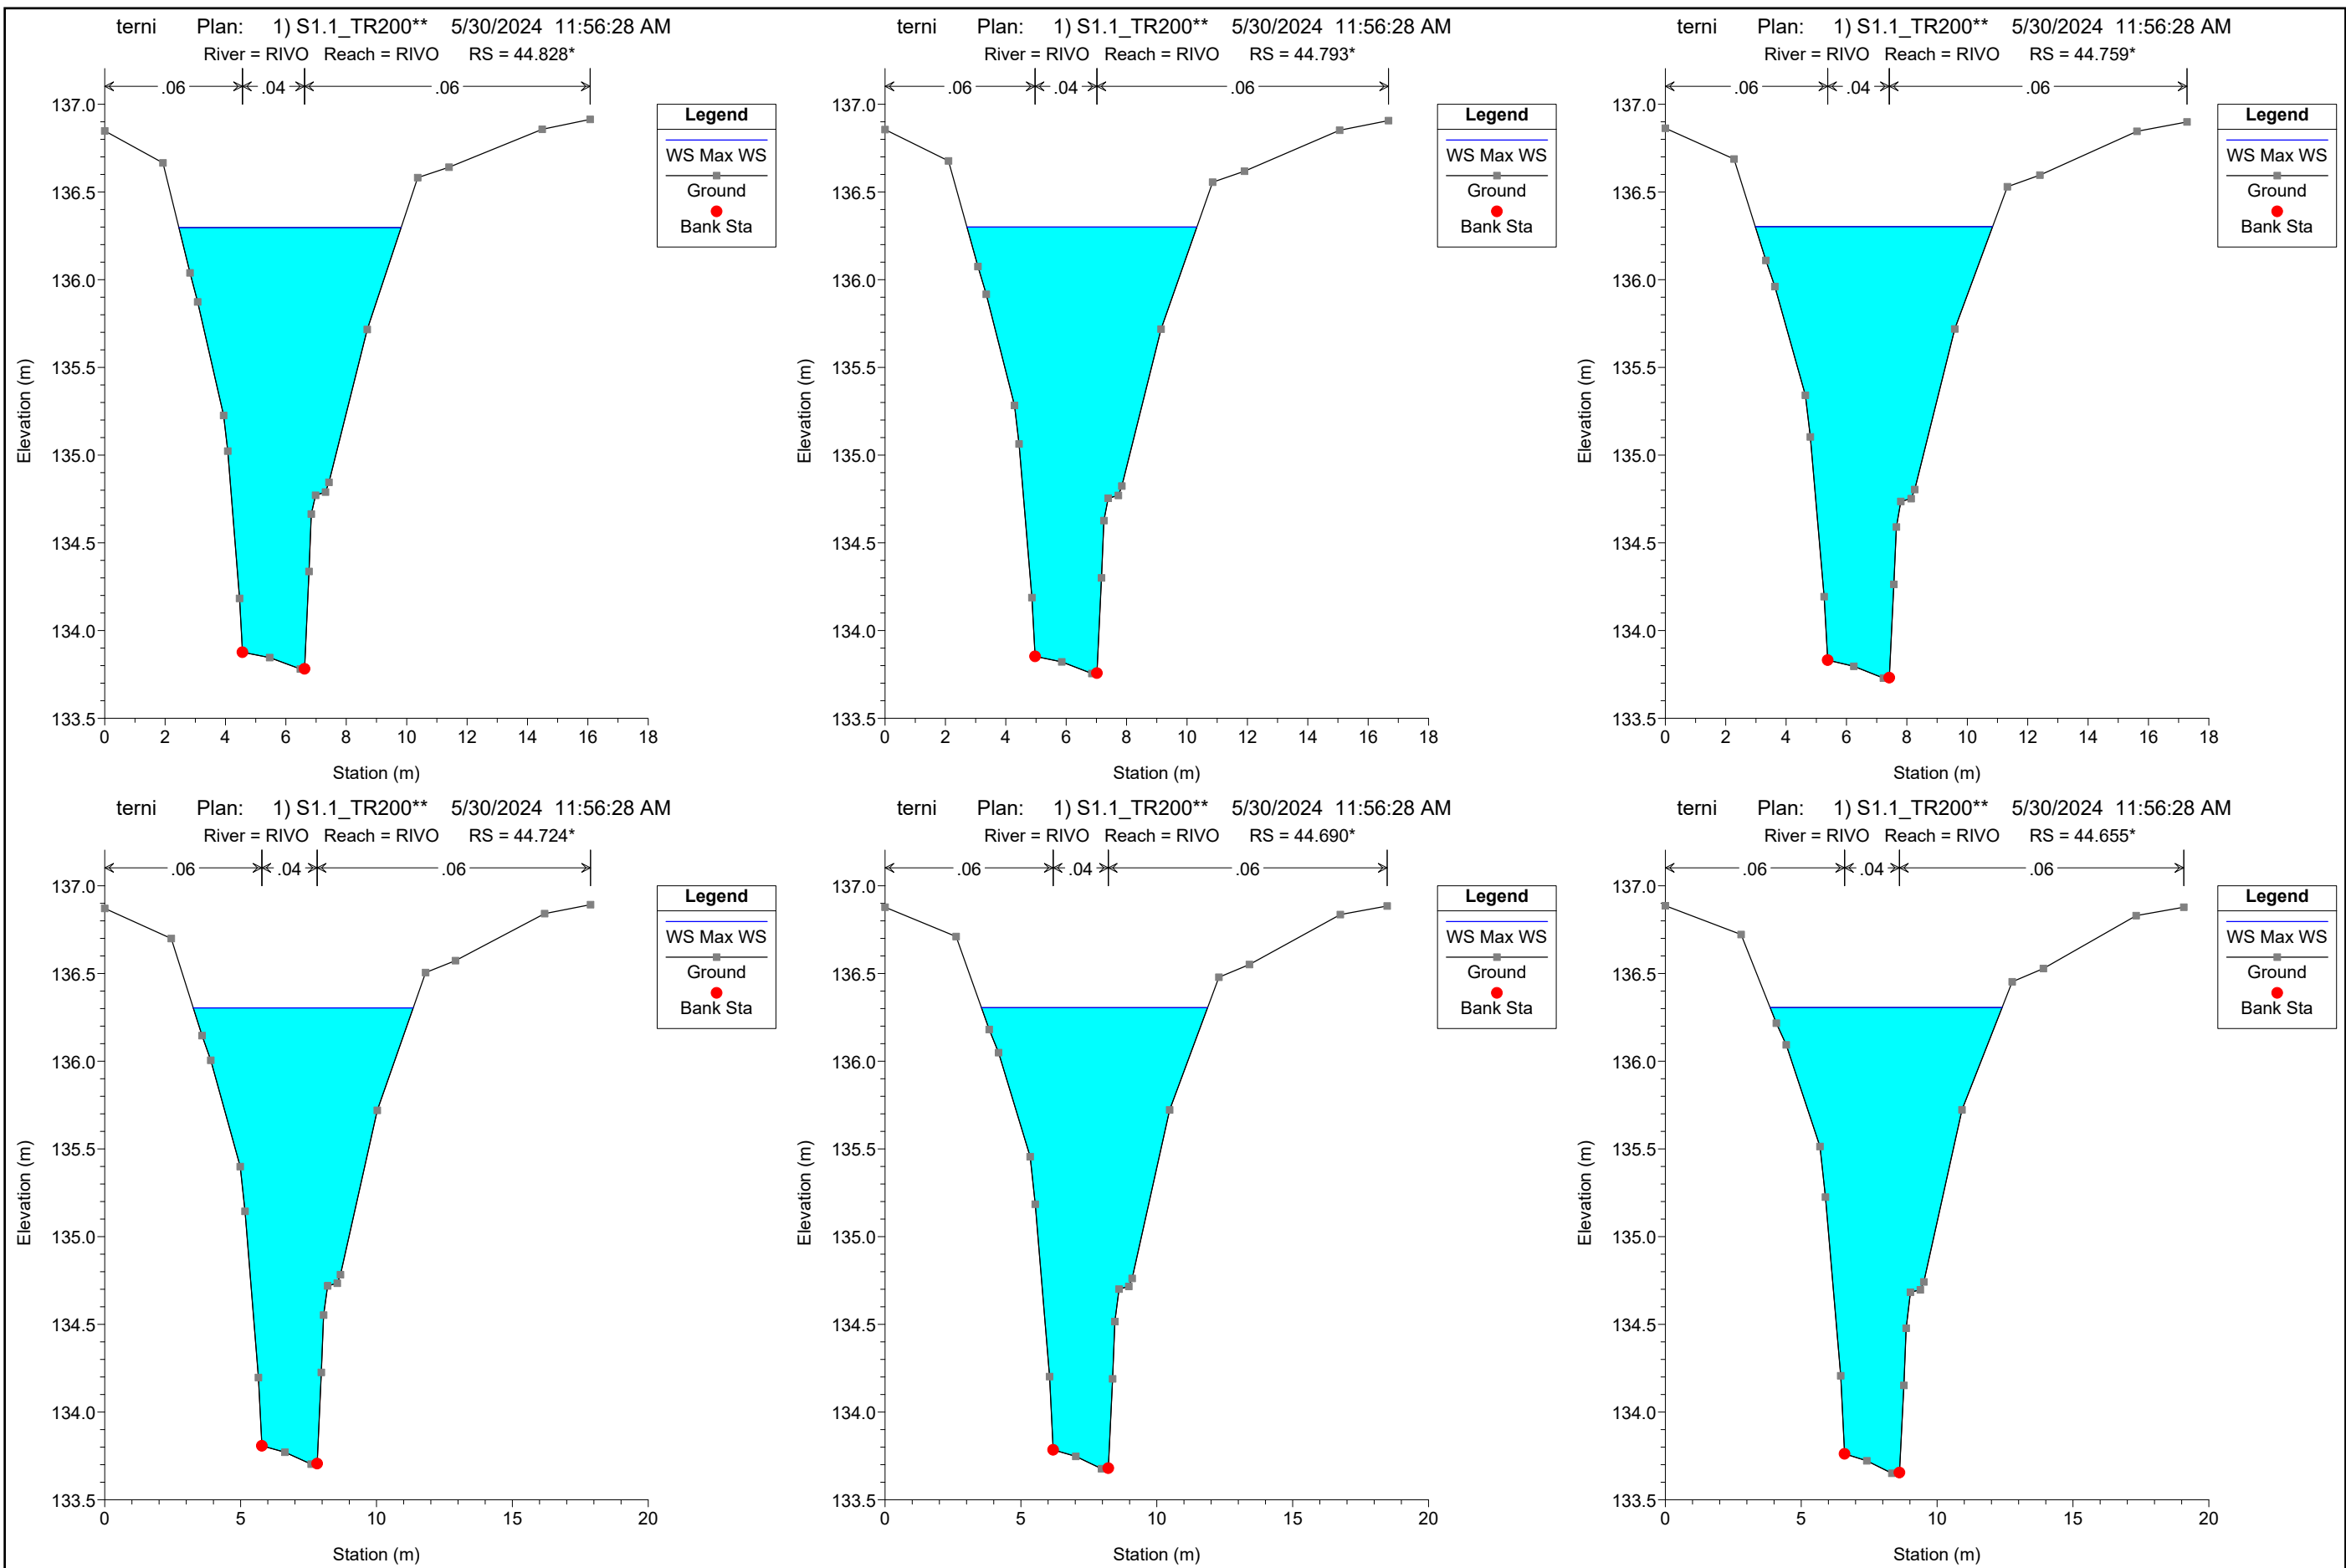 terni Plan: 1) S1.1_TR200** 5/30/2024 11:56:28 AM
River = RIVO Reach = RIVO RS = 44.828*
.06 .04 .06
Legend
WS Max WS
Ground
Bank Sta
137.0
136.5
136.0
135.5
135.0
134.5
134.0
133.5
Elevation (m)
0 2 4 6 8 10 12 14 16 18
Station (m)
terni Plan: 1) S1.1_TR200** 5/30/2024 11:56:28 AM
River = RIVO Reach = RIVO RS = 44.793*
.06 .04 .06
Legend
WS Max WS
Ground
Bank Sta
137.0
136.5
136.0
135.5
135.0
134.5
134.0
133.5
Elevation (m)
0 2 4 6 8 10 12 14 16 18
Station (m)
terni Plan: 1) S1.1_TR200** 5/30/2024 11:56:28 AM
River = RIVO Reach = RIVO RS = 44.759*
.06 .04 .06
Legend
WS Max WS
Ground
Bank Sta
137.0
136.5
136.0
135.5
135.0
134.5
134.0
133.5
Elevation (m)
0 2 4 6 8 10 12 14 16 18
Station (m)
terni Plan: 1) S1.1_TR200** 5/30/2024 11:56:28 AM
River = RIVO Reach = RIVO RS = 44.724*
.06 .04 .06
Legend
WS Max WS
Ground
Bank Sta
137.0
136.5
136.0
135.5
135.0
134.5
134.0
133.5
Elevation (m)
0 5 10 15 20
Station (m)
terni Plan: 1) S1.1_TR200** 5/30/2024 11:56:28 AM
River = RIVO Reach = RIVO RS = 44.690*
.06 .04 .06
Legend
WS Max WS
Ground
Bank Sta
137.0
136.5
136.0
135.5
135.0
134.5
134.0
133.5
Elevation (m)
0 5 10 15 20
Station (m)
terni Plan: 1) S1.1_TR200** 5/30/2024 11:56:28 AM
River = RIVO Reach = RIVO RS = 44.655*
.06 .04 .06
Legend
WS Max WS
Ground
Bank Sta
137.0
136.5
136.0
135.5
135.0
134.5
134.0
133.5
Elevation (m)
0 5 10 15 20
Station (m)